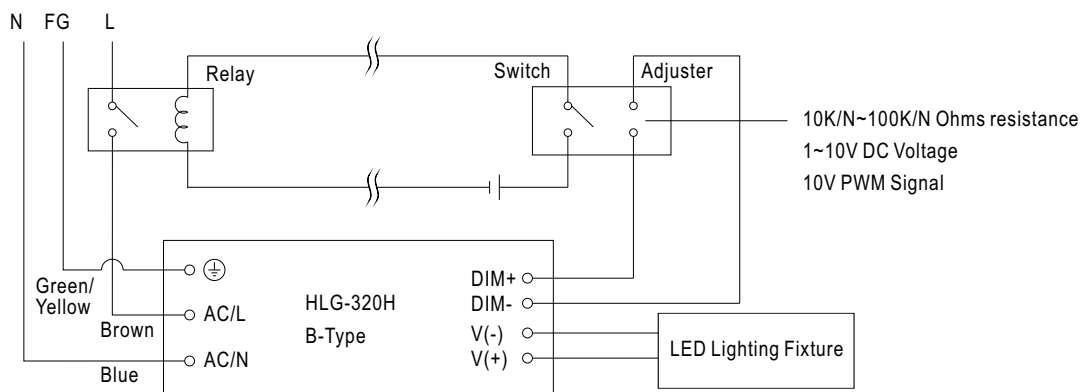 N FG L
Relay
Switch
Adjuster
10K/N~100K/N Ohms resistance
1~10V DC Voltage
10V PWM Signal
Green/
Yellow
Brown
Blue
AC/L
AC/N
HLG-320H
B-Type
DIM+
DIM-
V(-)
V(+)
LED Lighting Fixture